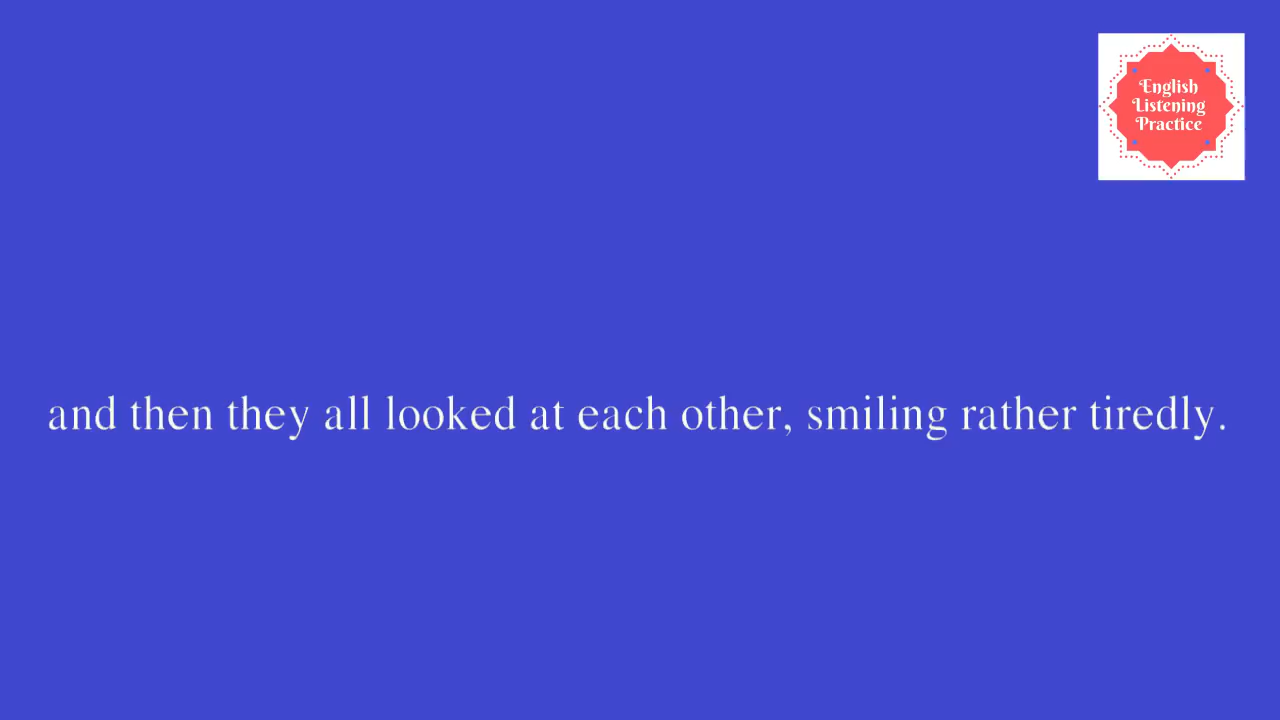 English
Listening
Practice
and then they all looked at each other, smiling rather tiredly.